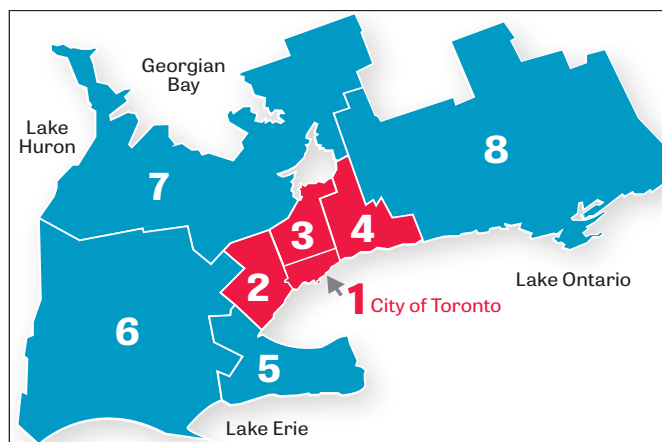 Georgian
Bay
Lake
Huron
8
7
3
4
2
Lake Ontario
1 City of Toronto
6
5
Lake Erie